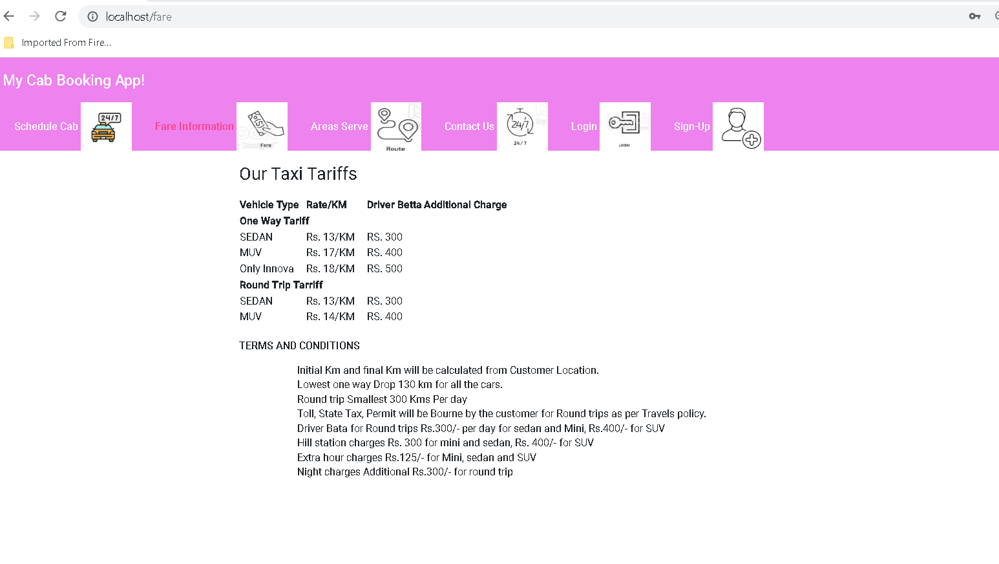 localhost/fare
Imported From Fire...
My Cab Booking App!
Schedule Cab 24/7 Fare Information Fare Areas Serve Route Contact Us 24/7 24/7 Login LOGIN Sign-Up
Our Taxi Tariffs
Vehicle Type Rate/KM Driver Betta Additional Charge
One Way Tariff
SEDAN Rs. 13/KM RS. 300
MUV Rs. 17/KM RS. 400
Only Innova Rs. 18/KM RS. 500
Round Trip Tarriff
SEDAN Rs. 13/KM RS. 300
MUV Rs. 14/KM RS. 400
TERMS AND CONDITIONS
Initial Km and final Km will be calculated from Customer Location.
Lowest one way Drop 130 km for all the cars.
Round trip Smallest 300 Kms Per day
Toll, State Tax, Permit will be Bourne by the customer for Round trips as per Travels policy.
Driver Bata for Round trips Rs.300/- per day for sedan and Mini, Rs.400/- for SUV
Hill station charges Rs. 300 for mini and sedan, Rs. 400/- for SUV
Extra hour charges Rs.125/- for Mini, sedan and SUV
Night charges Additional Rs.300/- for round trip